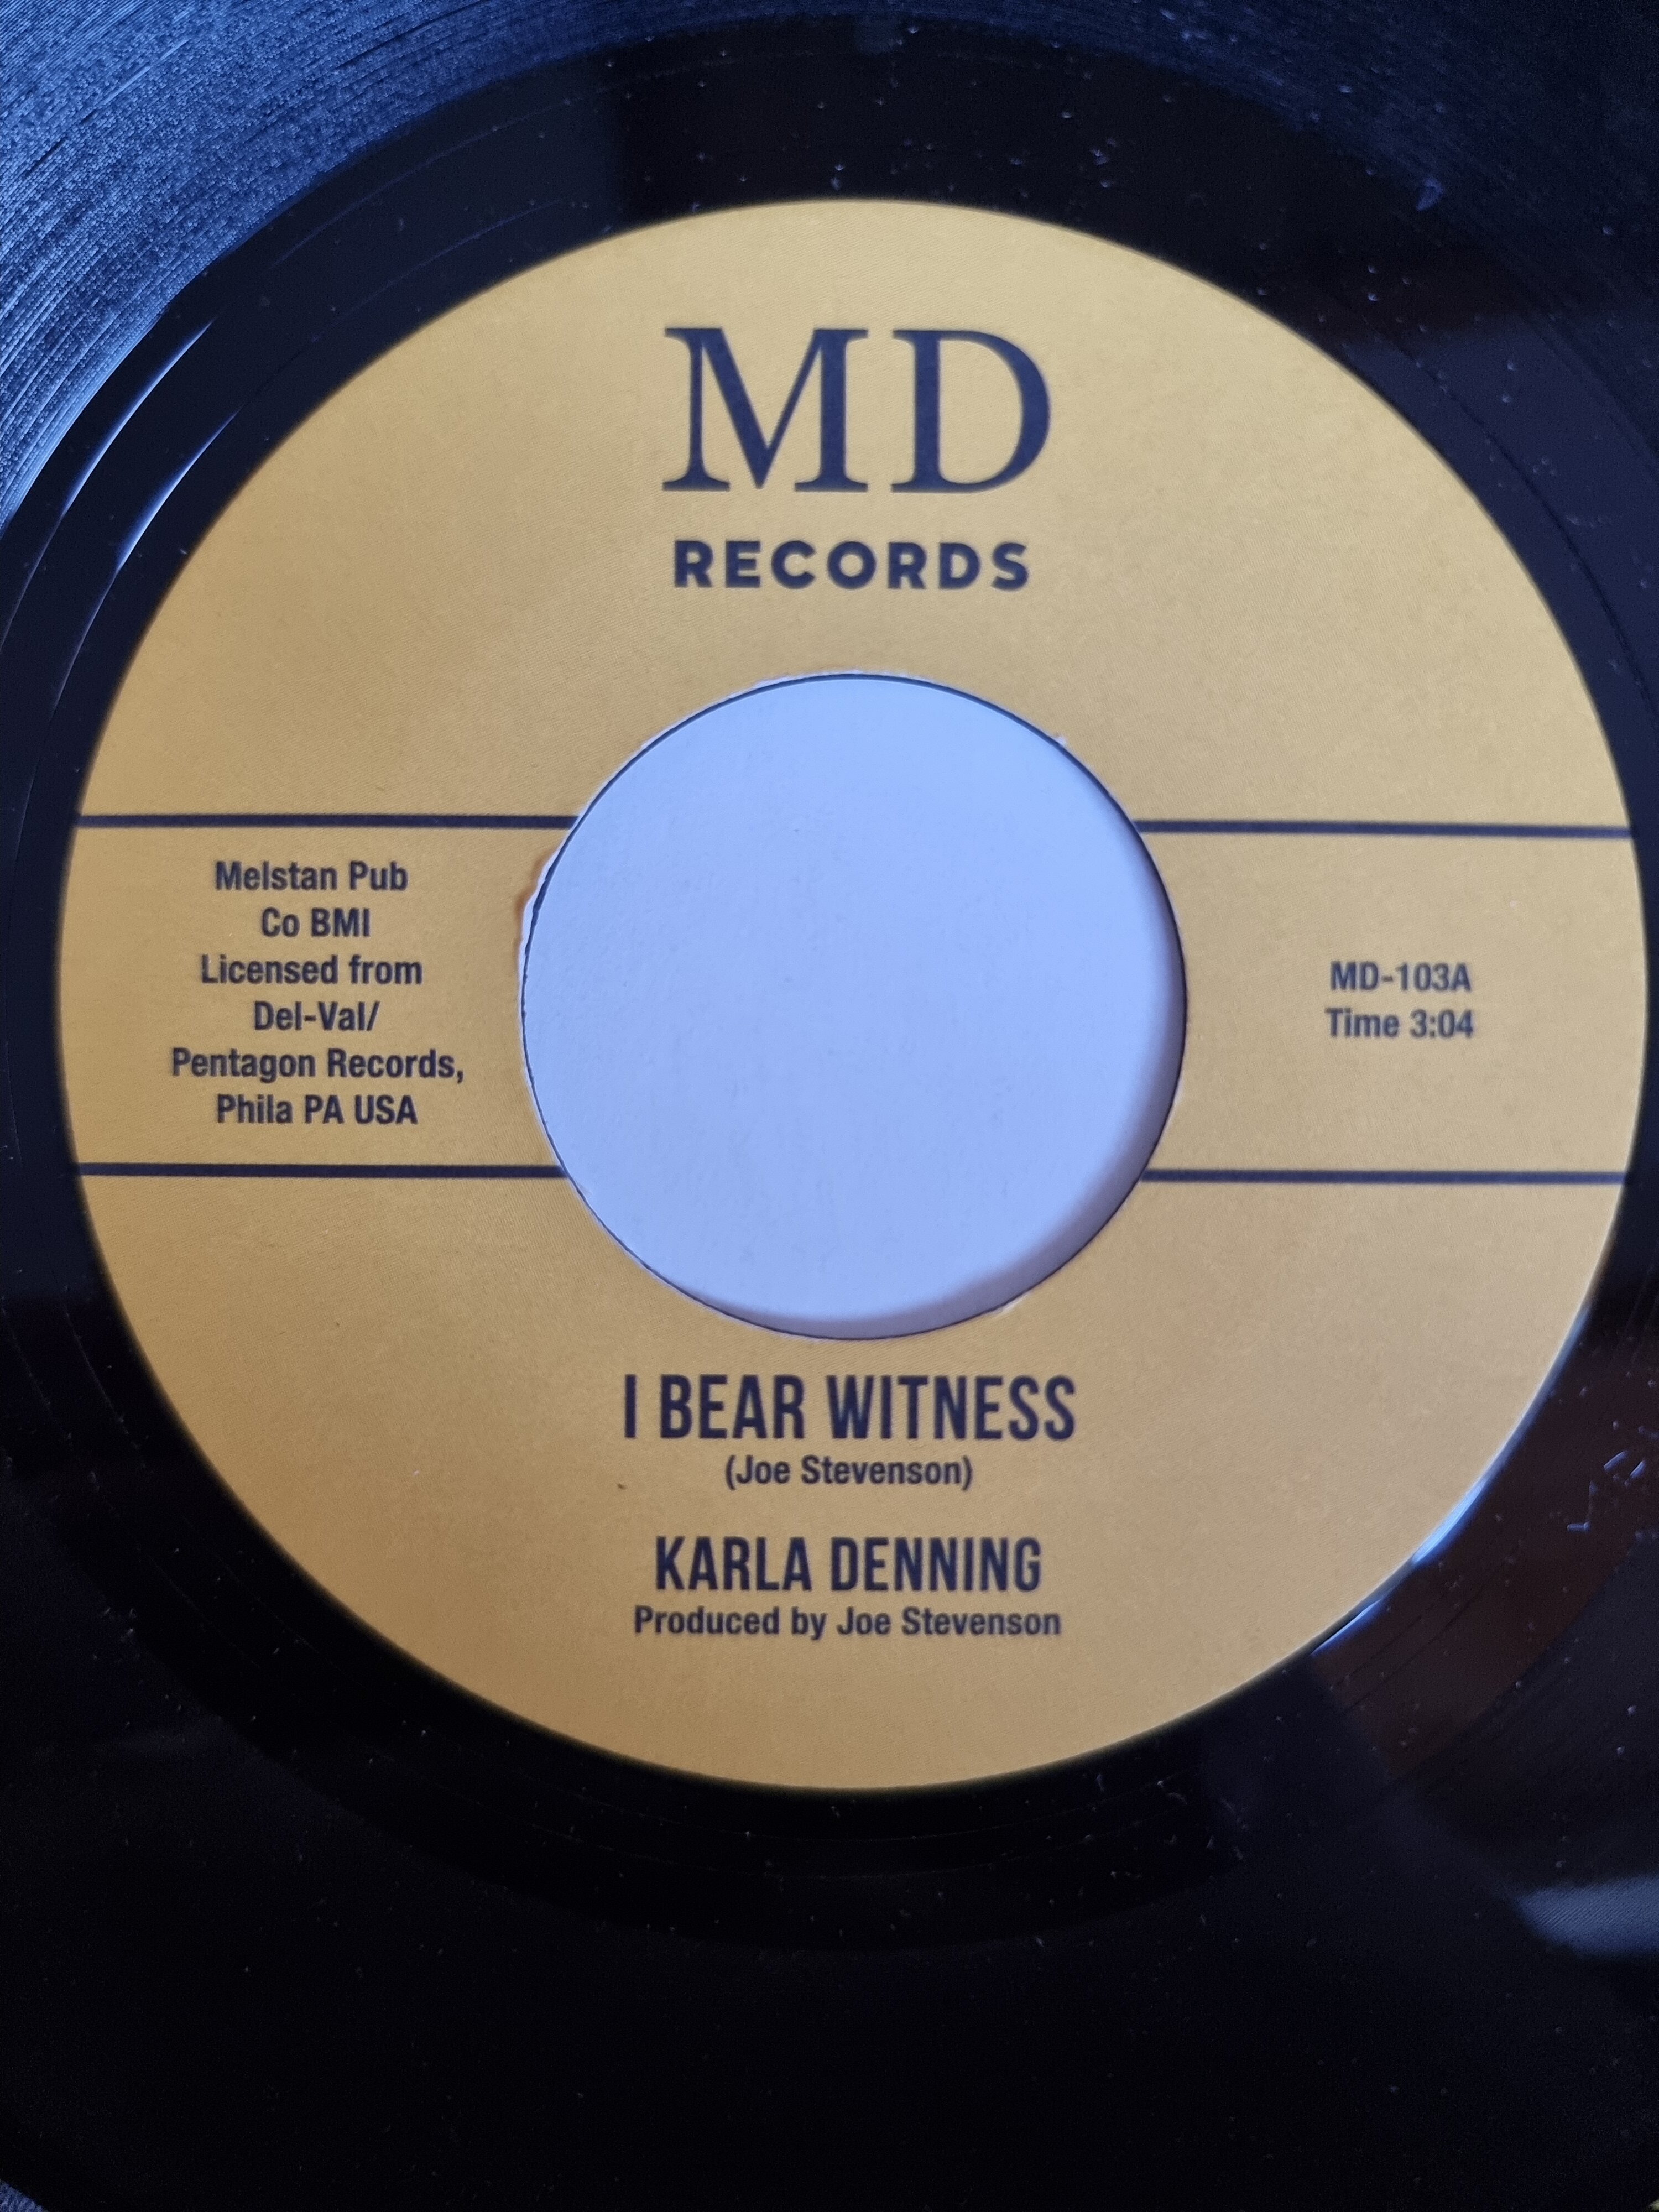 MD
RECORDS
Melstan Pub
Co BMI
Licensed from
Del-Val/
Pentagon Records,
Phila PA USA
MD-103A
Time 3:04
I BEAR WITNESS
(Joe Stevenson)
KARLA DENNING
Produced by Joe Stevenson